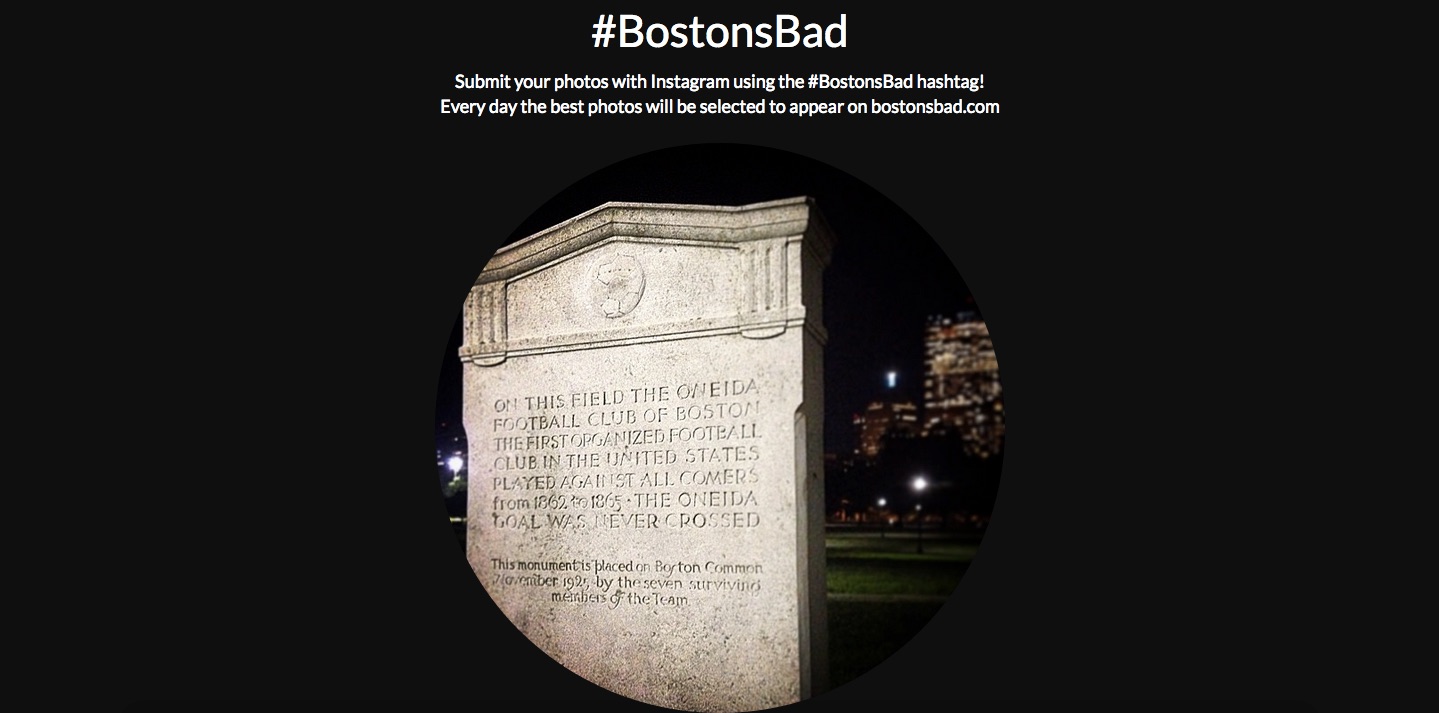 #BostonsBad
Submit your photos with Instagram using the #BostonsBad hashtag!
Every day the best photos will be selected to appear on bostonsbad.com
ON THIS FIELD THE ONEIDA
FOOTBALL CLUB OF BOSTON
THE FIRST ORGANIZED FOOTBALL
CLUB IN THE UNITED STATES
PLAYED AGAINST ALL COMERS
from 1862 to 1865 · THE ONEIDA
GOAL WAS NEVER CROSSED
This monument is placed on Boston Common
November 1925 by the seven surviving
members of the Team